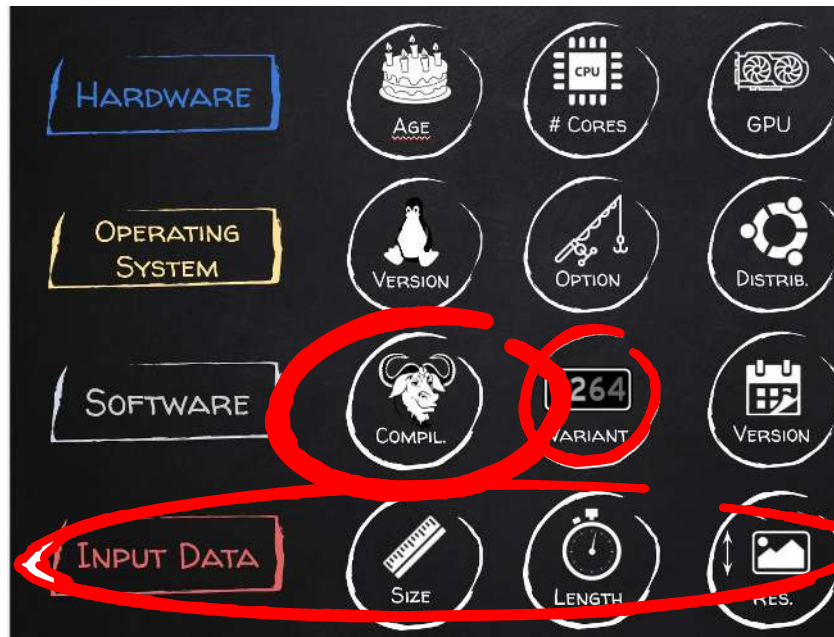 HARDWARE
AGE
# CORES
CPU
GPU
OPERATING
SYSTEM
VERSION
OPTION
DISTRIB.
SOFTWARE
COMPIL.
264
VARIANT
VERSION
INPUT DATA
SIZE
LENGTH
RES.